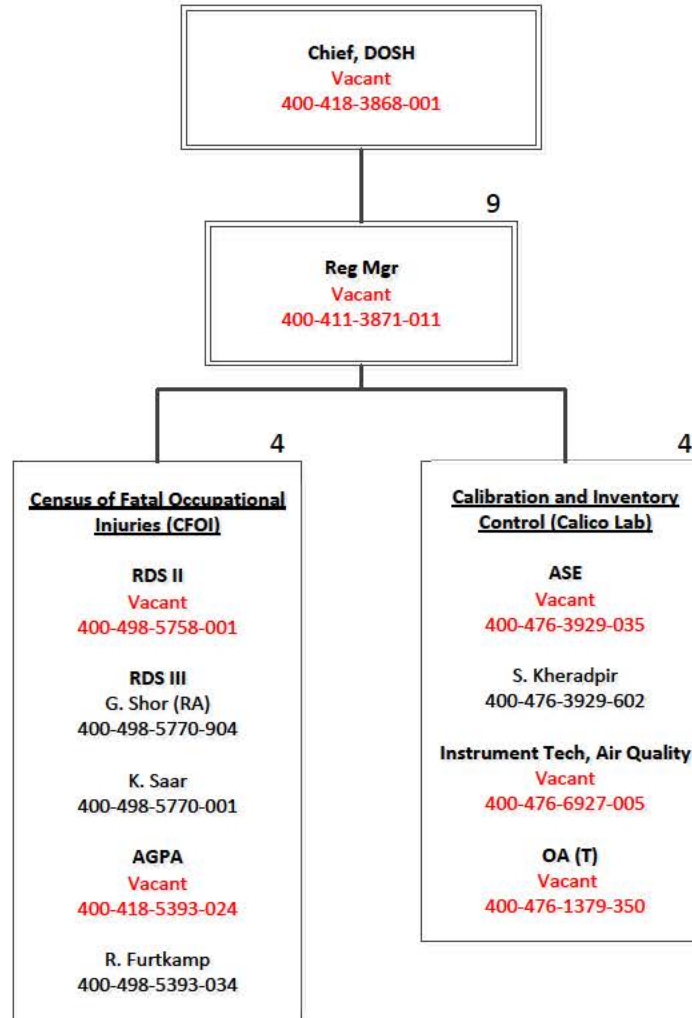 Chief, DOSH
Vacant
400-418-3868-001
9
Reg Mgr
Vacant
400-411-3871-011
4
Census of Fatal Occupational
Injuries (CFOI)
RDS II
Vacant
400-498-5758-001
RDS III
G. Shor (RA)
400-498-5770-904
K. Saar
400-498-5770-001
AGPA
Vacant
400-418-5393-024
R. Furtkamp
400-498-5393-034
4
Calibration and Inventory
Control (Calico Lab)
ASE
Vacant
400-476-3929-035
S. Kheradpir
400-476-3929-602
Instrument Tech, Air Quality
Vacant
400-476-6927-005
OA (T)
Vacant
400-476-1379-350